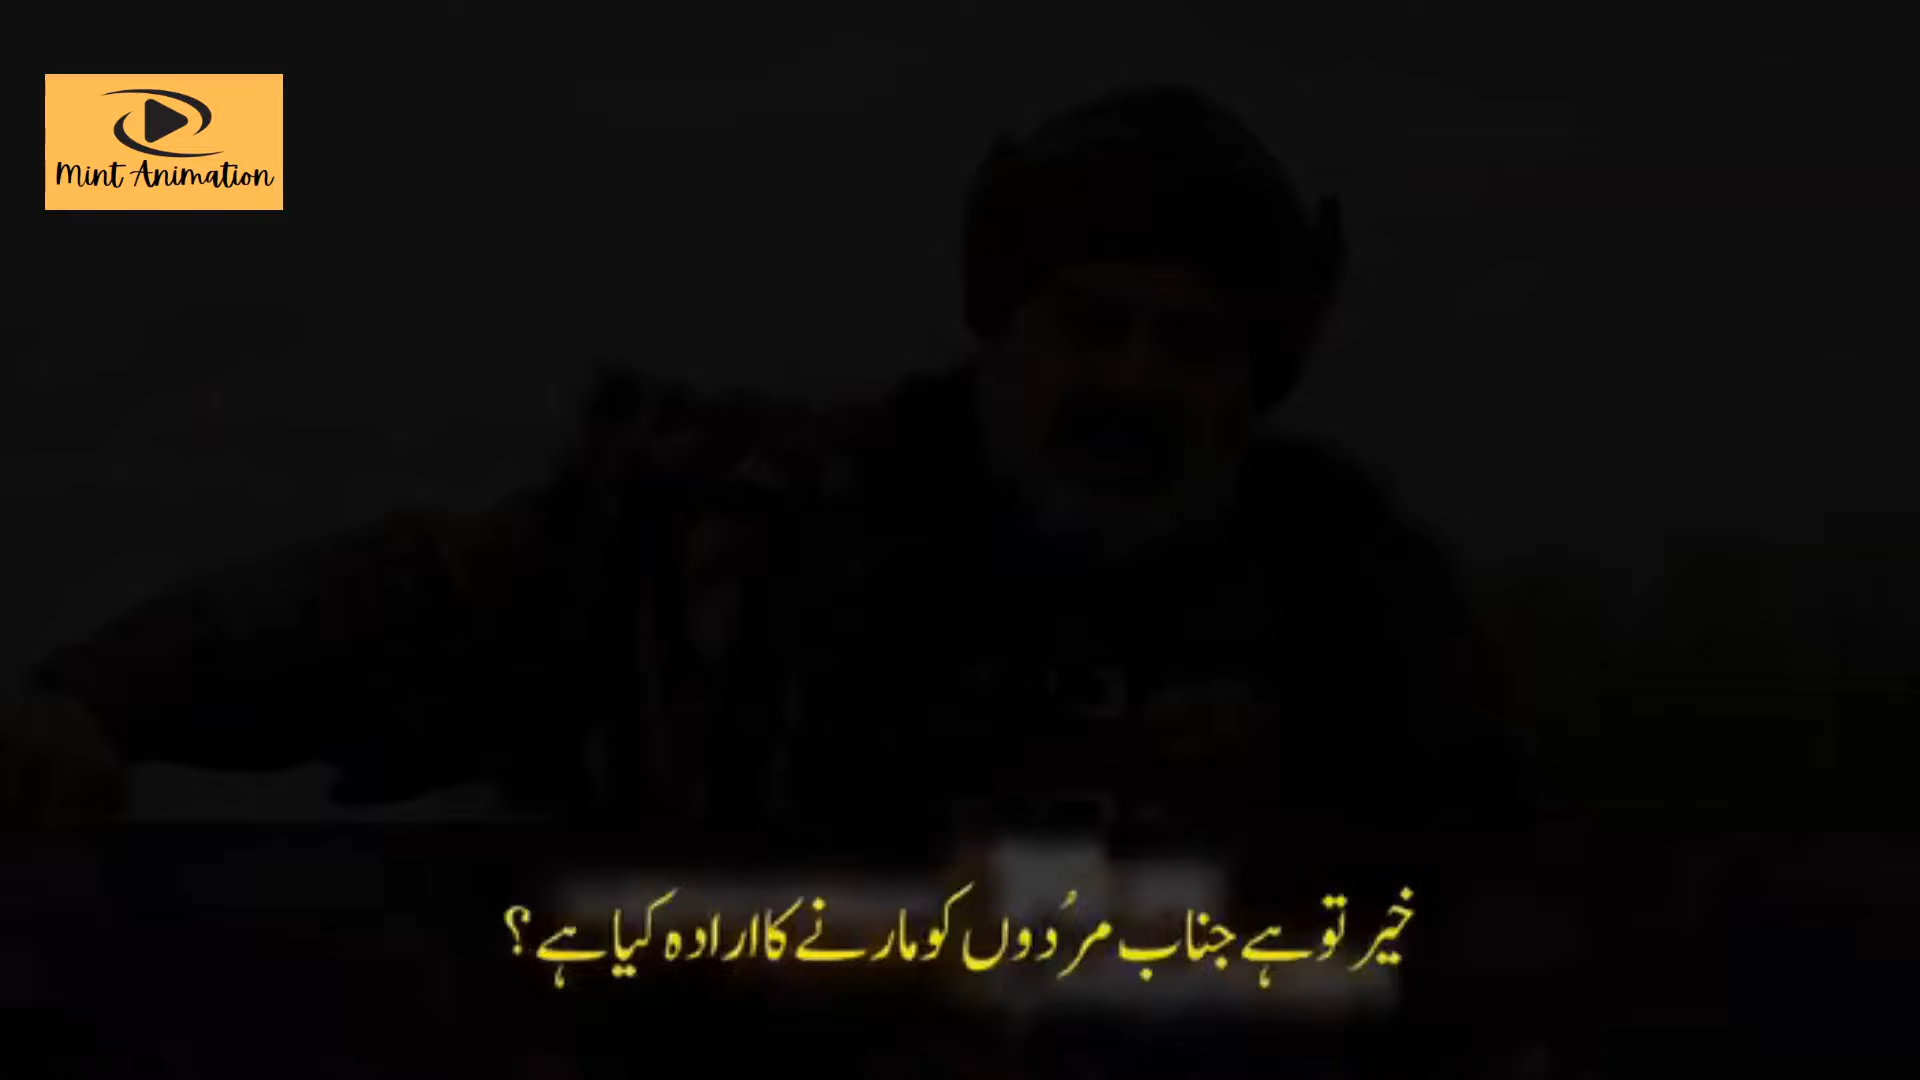 Mint Animation
خیر تو ہے جناب مرُدوں کو مارنے کا ارادہ کیا ہے ؟